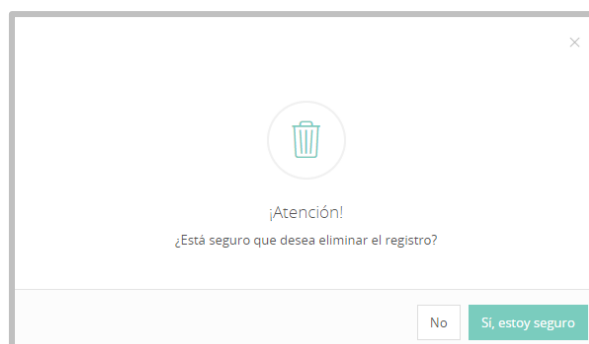 ¡Atención!
¿Está seguro que desea eliminar el registro?
No
Sí, estoy seguro